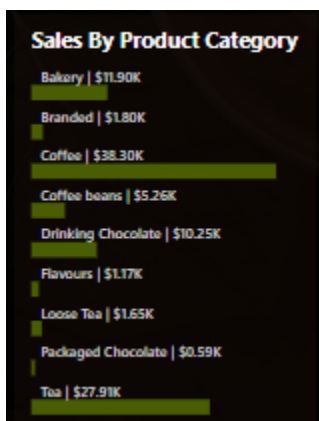 Sales By Product Category
Bakery | $11.90K
Branded | $1.80K
Coffee | $38.30K
Coffee beans | $5.26K
Drinking Chocolate | $10.25K
Flavours | $1.17K
Loose Tea | $1.65K
Packaged Chocolate | $0.59K
Tea | $27.91K